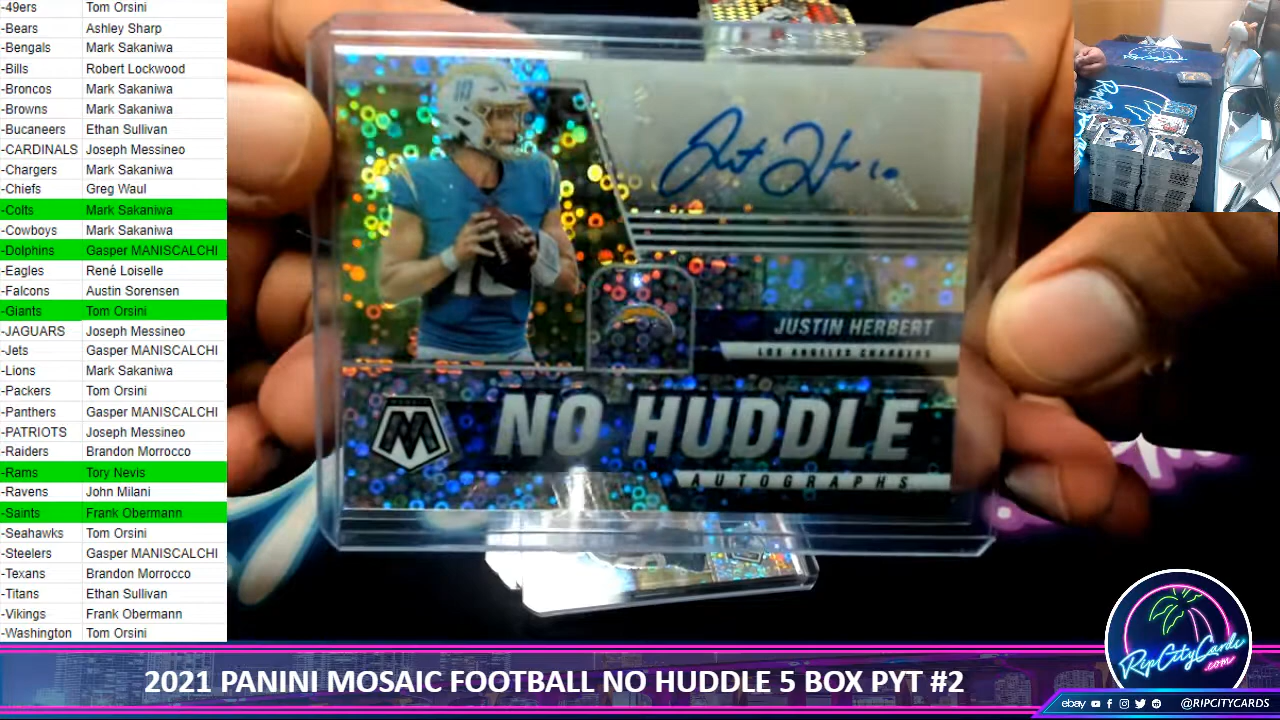 -49ers Tom Orsini
-Bears Ashley Sharp
-Bengals Mark Sakaniwa
-Bills Robert Lockwood
-Broncos Mark Sakaniwa
-Browns Mark Sakaniwa
-Bucaneers Ethan Sullivan
-CARDINALS Joseph Messineo
-Chargers Mark Sakaniwa
-Chiefs Greg Waul
-Colts Mark Sakaniwa
-Cowboys Mark Sakaniwa
-Dolphins Gasper MANISCALCHI
-Eagles René Loiselle
-Falcons Austin Sorensen
-Giants Tom Orsini
-JAGUARS Joseph Messineo
-Jets Gasper MANISCALCHI
-Lions Mark Sakaniwa
-Packers Tom Orsini
-Panthers Gasper MANISCALCHI
-PATRIOTS Joseph Messineo
-Raiders Brandon Morrocco
-Rams Tory Nevis
-Ravens John Milani
-Saints Frank Obermann
-Seahawks Tom Orsini
-Steelers Gasper MANISCALCHI
-Texans Brandon Morrocco
-Titans Ethan Sullivan
-Vikings Frank Obermann
-Washington Tom Orsini
JUSTIN HERBERT
LOS ANGELES CHARGERS
M
NO HUDDLE
AUTOGRAPHS
RipCityCards
.com
2021 PANINI MOSAIC FOOTBALL NO HUDDLE 5 BOX PYT #2
ebay @RIPCITYCARDS